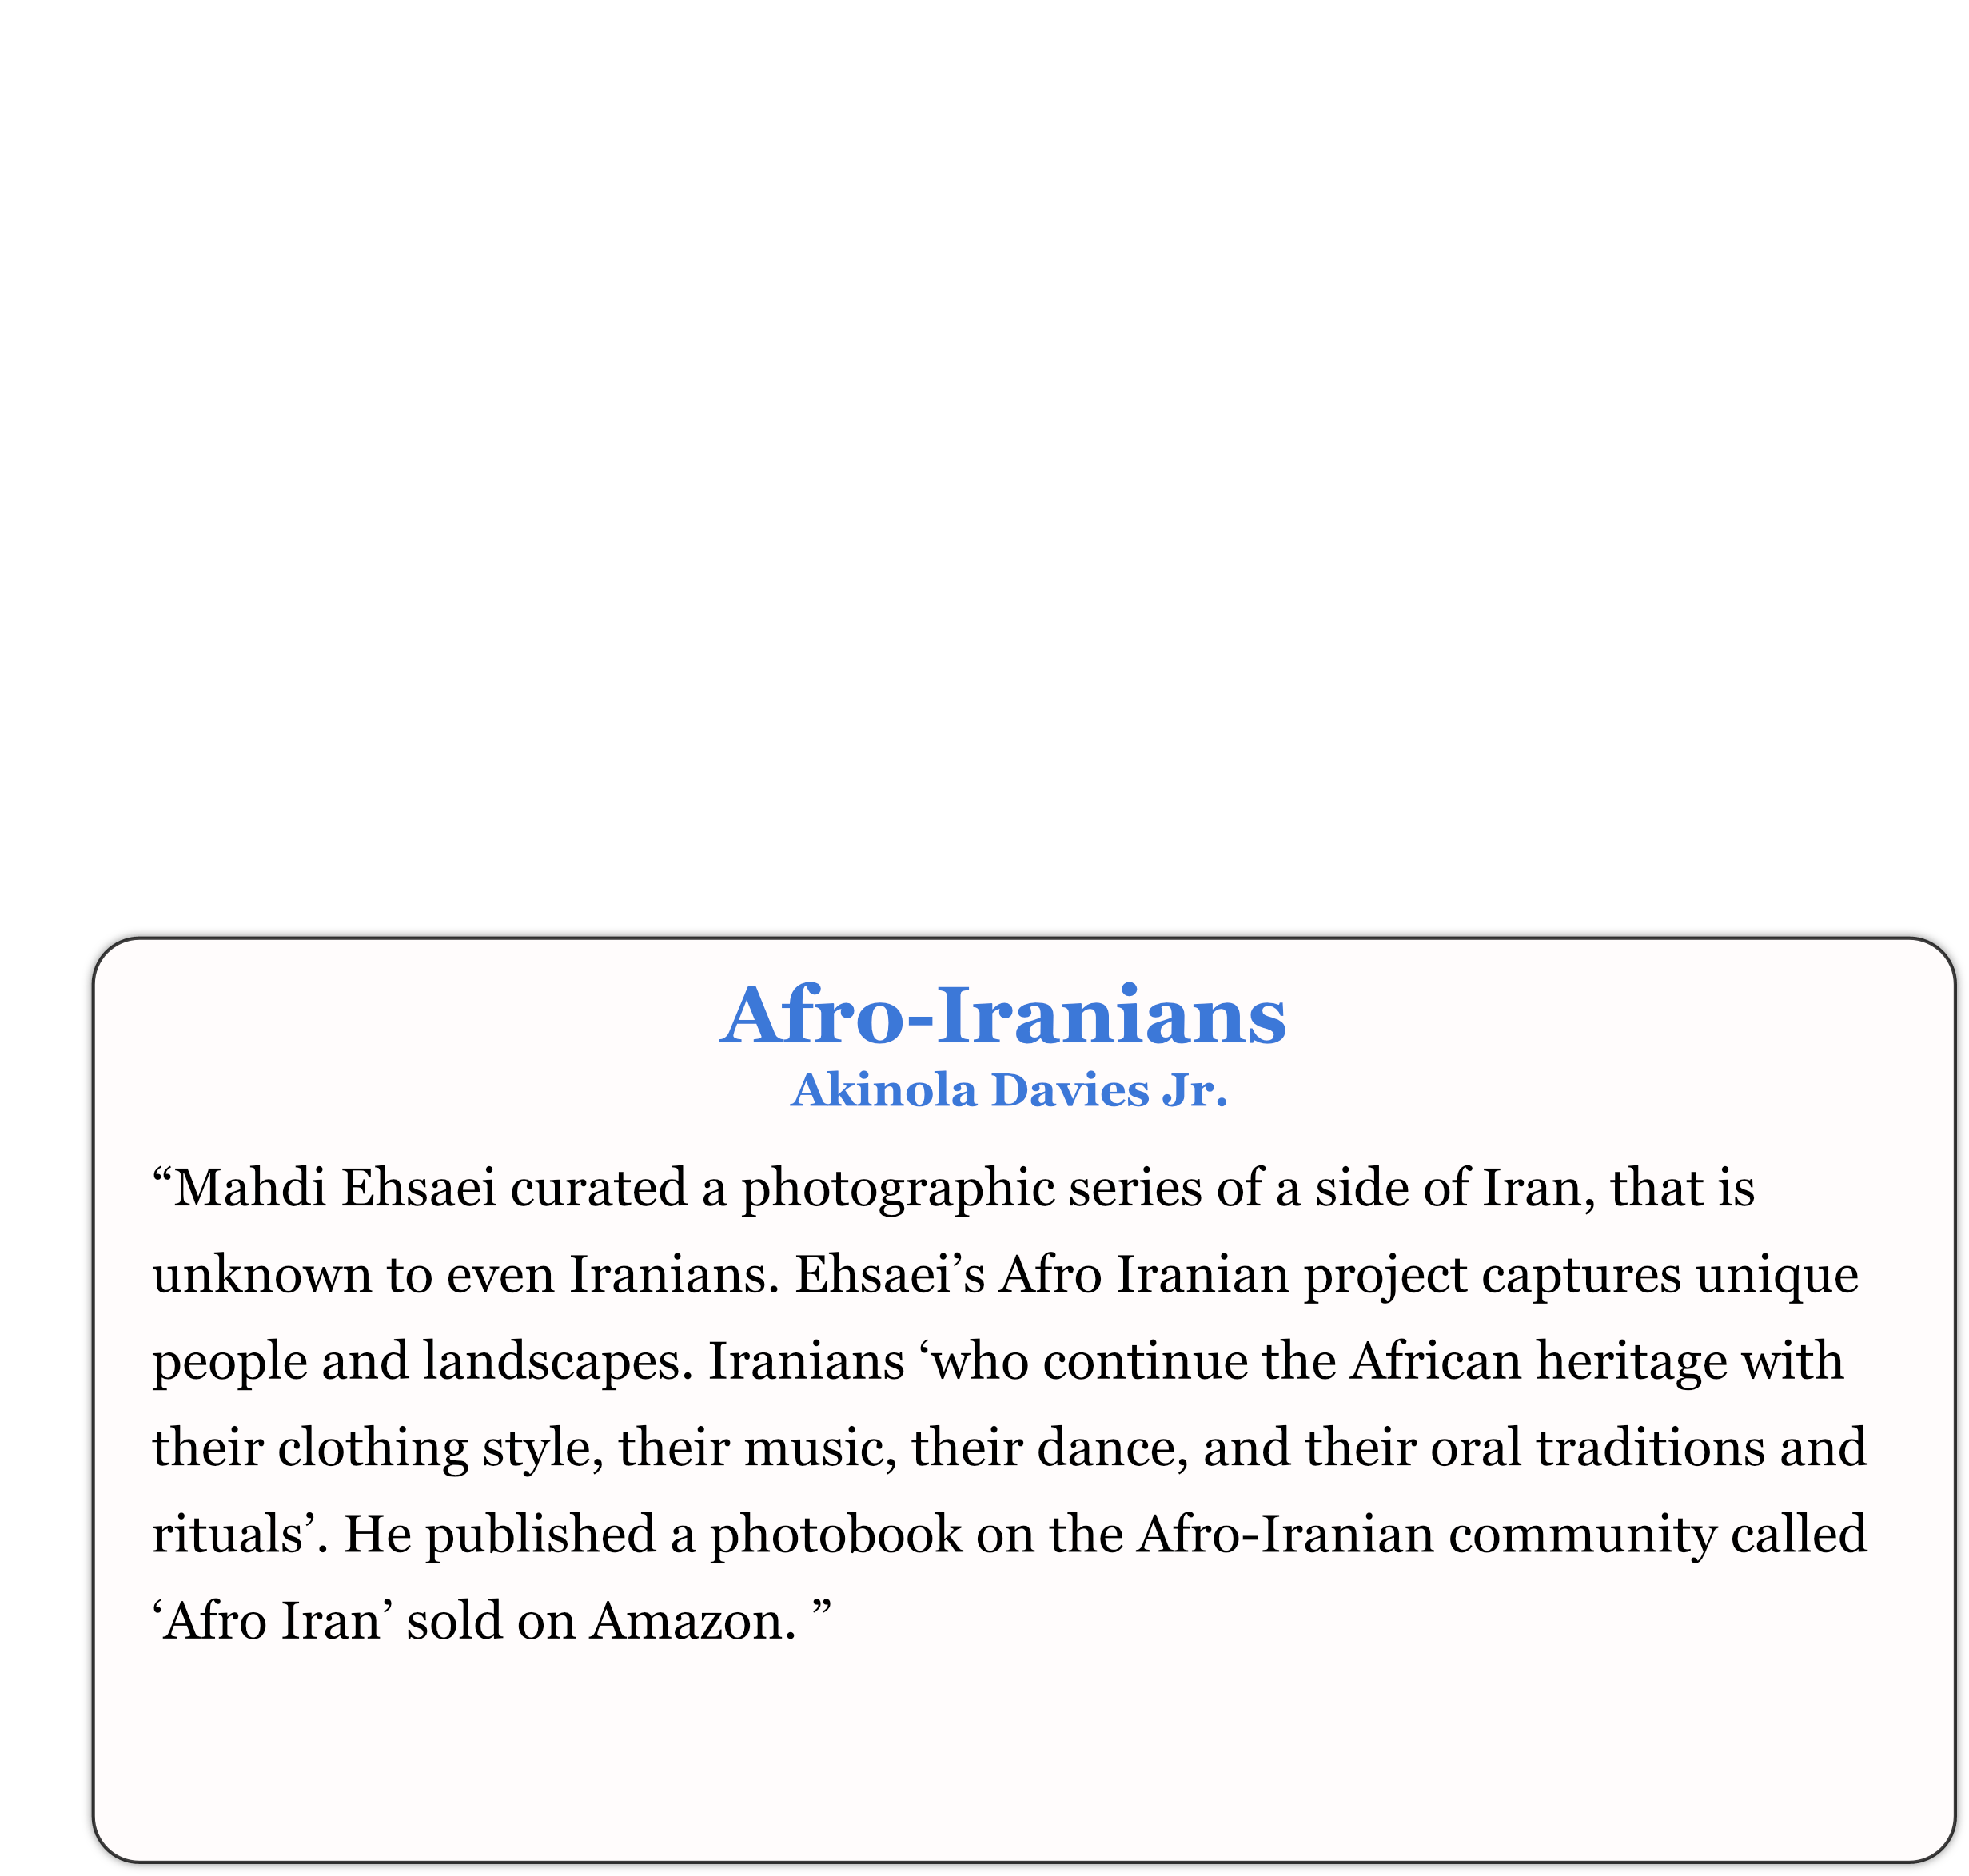 Afro-Iranians
Akinola Davies Jr.
“Mahdi Ehsaei curated a photographic series of a side of Iran, that is
unknown to even Iranians. Ehsaei’s Afro Iranian project captures unique
people and landscapes. Iranians ‘who continue the African heritage with
their clothing style, their music, their dance, and their oral traditions and
rituals’. He published a photobook on the Afro-Iranian community called
‘Afro Iran’ sold on Amazon. ”